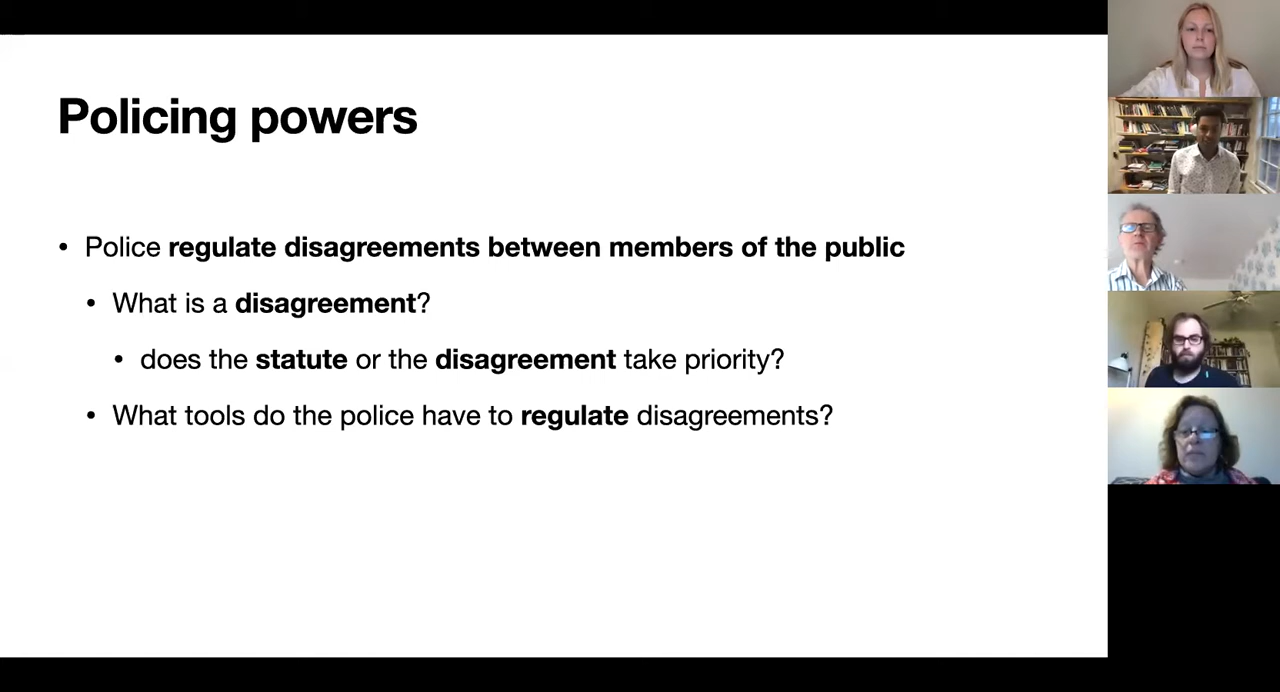 Policing powers
• Police regulate disagreements between members of the public
• What is a disagreement?
• does the statute or the disagreement take priority?
• What tools do the police have to regulate disagreements?